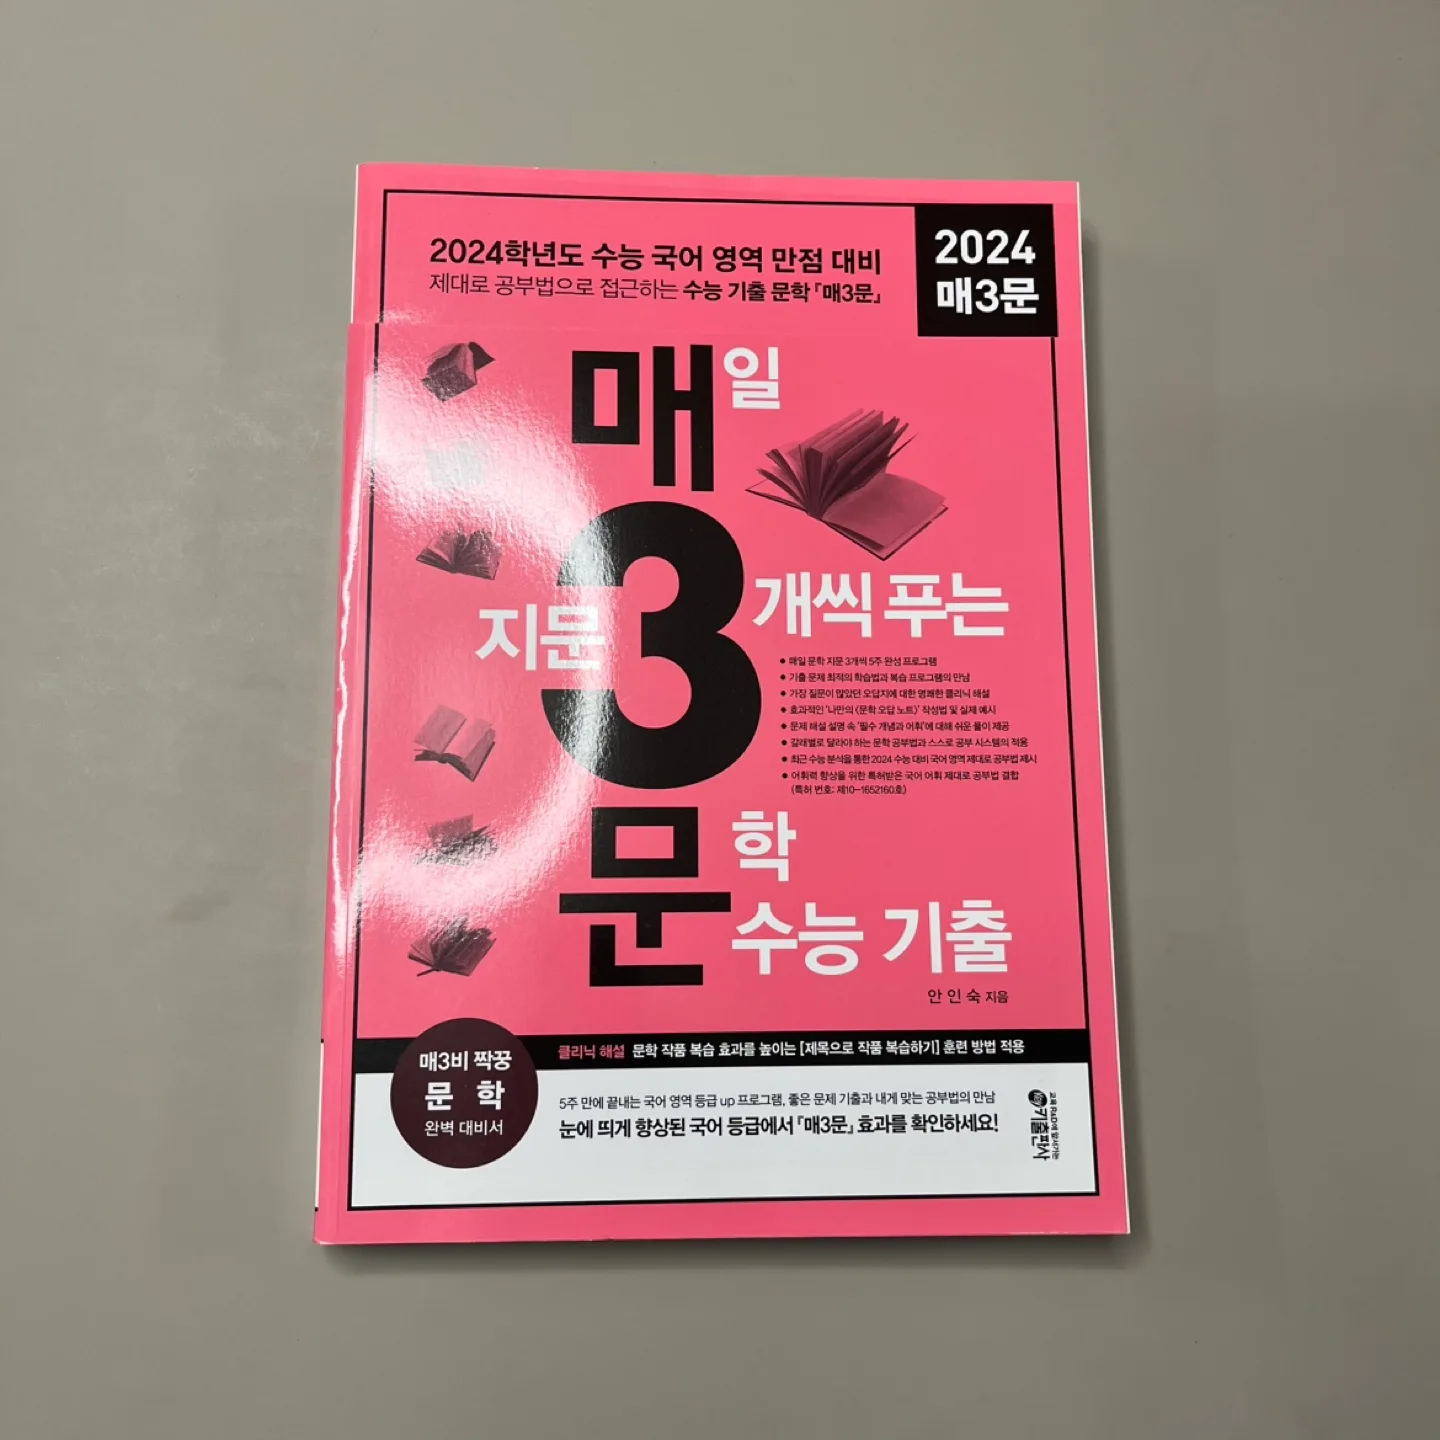 2024학년도 수능 국어 영역 만점 대비
제대로 공부법으로 접근하는 수능 기출 문학 『매3문』
2024
매3문
매일
지문 3개씩 푸는
• 매일 문학 지문 3개씩 5주 완성 프로그램
• 기출 문제 최적의 학습법과 복습 프로그램의 만남
• 가장 질문이 많았던 오답지에 대한 명쾌한 클리닉 해설
• 효과적인 '나만의 〈문학 오답 노트〉' 작성법 및 실제 예시
• 문제 해설 설명 속 '필수 개념과 어휘'에 대해 쉬운 풀이 제공
• 갈래별로 달라야 하는 문학 공부법과 스스로 공부 시스템의 적용
• 최근 수능 분석을 통한 2024 수능 대비 국어 영역 제대로 공부법 제시
• 어휘력 향상을 위한 특허받은 국어 어휘 제대로 공부법 결합
(특허 번호: 제10-1652160호)
문학
수능 기출
안인숙 지음
클리닉 해설 문학 작품 복습 효과를 높이는 [제목으로 작품 복습하기] 훈련 방법 적용
매3비 짝꿍
문학
완벽 대비서
5주 만에 끝내는 국어 영역 등급 up 프로그램, 좋은 문제 기출과 내게 맞는 공부법의 만남
눈에 띄게 향상된 국어 등급에서 『매3문』 효과를 확인하세요!
교육 R&D에 앞서가는
키출판사